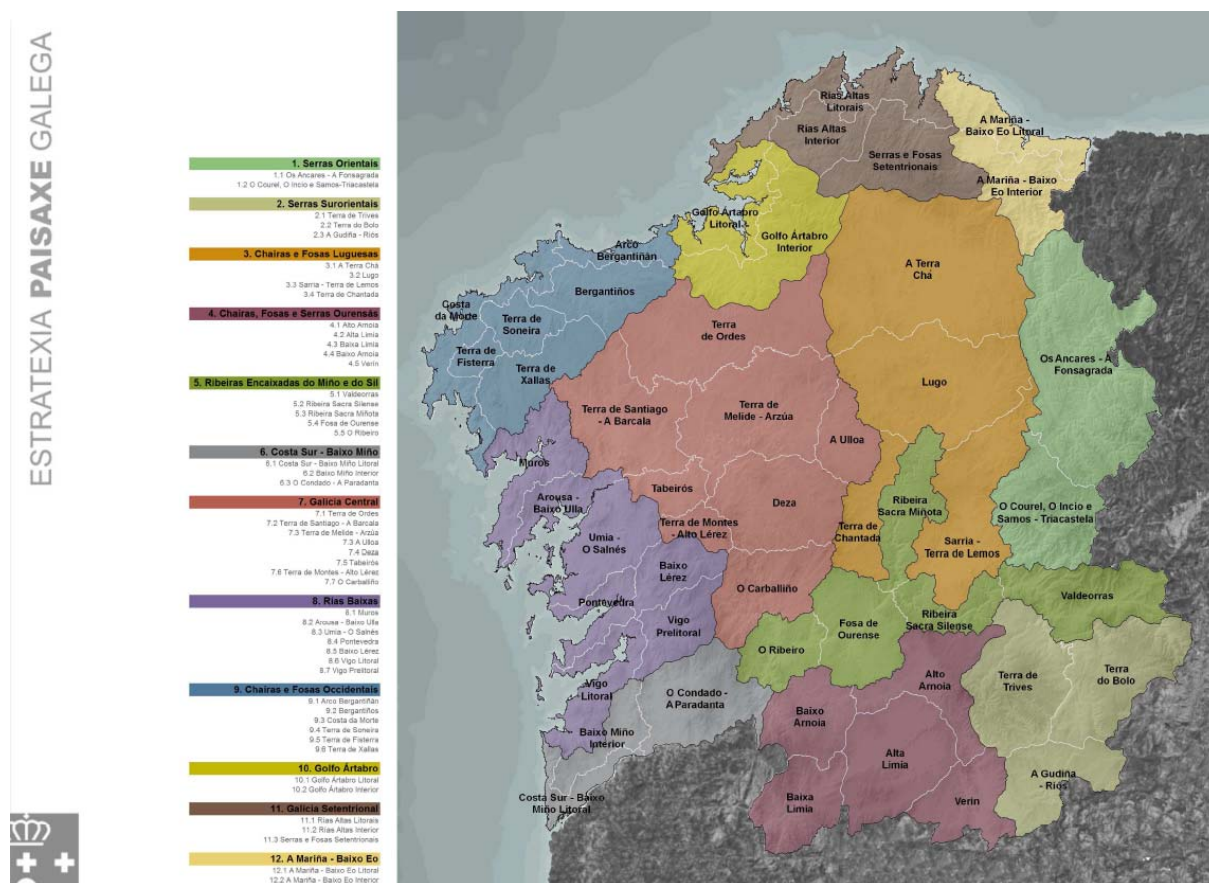 ESTRATEXIA PAISAXE GALEGA
1. Serras Orientais
1.1 Os Ancares - A Fonsagrada
1.2 O Courel, O Incio e Samos-Triacastela
2. Serras Surorientais
2.1 Terra de Trives
2.2 Terra do Bolo
2.3 A Gudiña - Riós
3. Chairas e Fosas Luguesas
3.1 A Terra Chá
3.2 Lugo
3.3 Sarria - Terra de Lemos
3.4 Terra de Chantada
4. Chairas, Fosas e Serras Ourensás
4.1 Alto Arnoia
4.2 Alta Limia
4.3 Baixa Limia
4.4 Baixo Arnoia
4.5 Verin
5. Ribeiras Encaixadas do Miño e do Sil
5.1 Valdeorras
5.2 Ribeira Sacra Silense
5.3 Ribeira Sacra Miñota
5.4 Fosa de Ourense
5.5 O Ribeiro
6. Costa Sur - Baixo Miño
6.1 Costa Sur - Baixo Miño Litoral
6.2 Baixo Miño Interior
6.3 O Condado - A Paradanta
7. Galicia Central
7.1 Terra de Ordes
7.2 Terra de Santiago - A Barcala
7.3 Terra de Melide - Arzúa
7.3 A Ulloa
7.4 Deza
7.5 Tabeirós
7.6 Terra de Montes - Alto Lérez
7.7 O Carballiño
8. Rías Baixas
8.1 Muros
8.2 Arousa - Baixo Ulla
8.3 Umia - O Salnés
8.4 Pontevedra
8.5 Baixo Lérez
8.6 Vigo Litoral
8.7 Vigo Prelitoral
9. Chairas e Fosas Occidentais
9.1 Arco Bergantiñán
9.2 Bergantiños
9.3 Costa da Morte
9.4 Terra de Soneira
9.5 Terra de Fisterra
9.6 Terra de Xallas
10. Golfo Ártabro
10.1 Golfo Ártabro Litoral
10.2 Golfo Ártabro Interior
11. Galicia Setentrional
11.1 Rias Altas Litorais
11.2 Rias Altas Interior
11.3 Serras e Fosas Setentrionais
12. A Mariña - Baixo Eo
12.1 A Mariña - Baixo Eo Litoral
12.2 A Mariña - Baixo Eo Interior
Rias Altas
Litorais
Rias Altas
Interior
Serras e Fosas
Setentrionais
A Mariña -
Baixo Eo Litoral
A Mariña - Baixo
Eo Interior
Golfo Ártabro
Litoral
Golfo Ártabro
Interior
Arco
Bergantiñán
Bergantiños
Costa
da Morte
Terra de
Soneira
Terra de
Fisterra
Terra de
Xallas
A Terra
Chá
Terra
de Ordes
Lugo
Os Ancares - A
Fonsagrada
Terra de Santiago
- A Barcala
Terra de
Melide - Arzúa
A Ulloa
Muros
Arousa -
Baixo Ulla
Tabeirós
Deza
Ribeira
Sacra Miñota
O Courel, O Incio e
Samos - Triacastela
Terra de Montes
- Alto Lérez
Terra de
Chantada
Sarria -
Terra de Lemos
Umia -
O Salnés
Baixo
Lérez
O Carballiño
Valdeorras
Pontevedra
Vigo
Prelitoral
Fosa de
Ourense
Ribeira
Sacra Silense
O Ribeiro
Vigo
Litoral
O Condado -
A Paradanta
Alto
Arnoia
Terra de
Trives
Terra
do Bolo
Baixo Miño
Interior
Baixo
Arnoia
Alta
Limia
A Gudiña
- Riós
Costa Sur - Baixo
Miño Litoral
Baixa
Limia
Verin